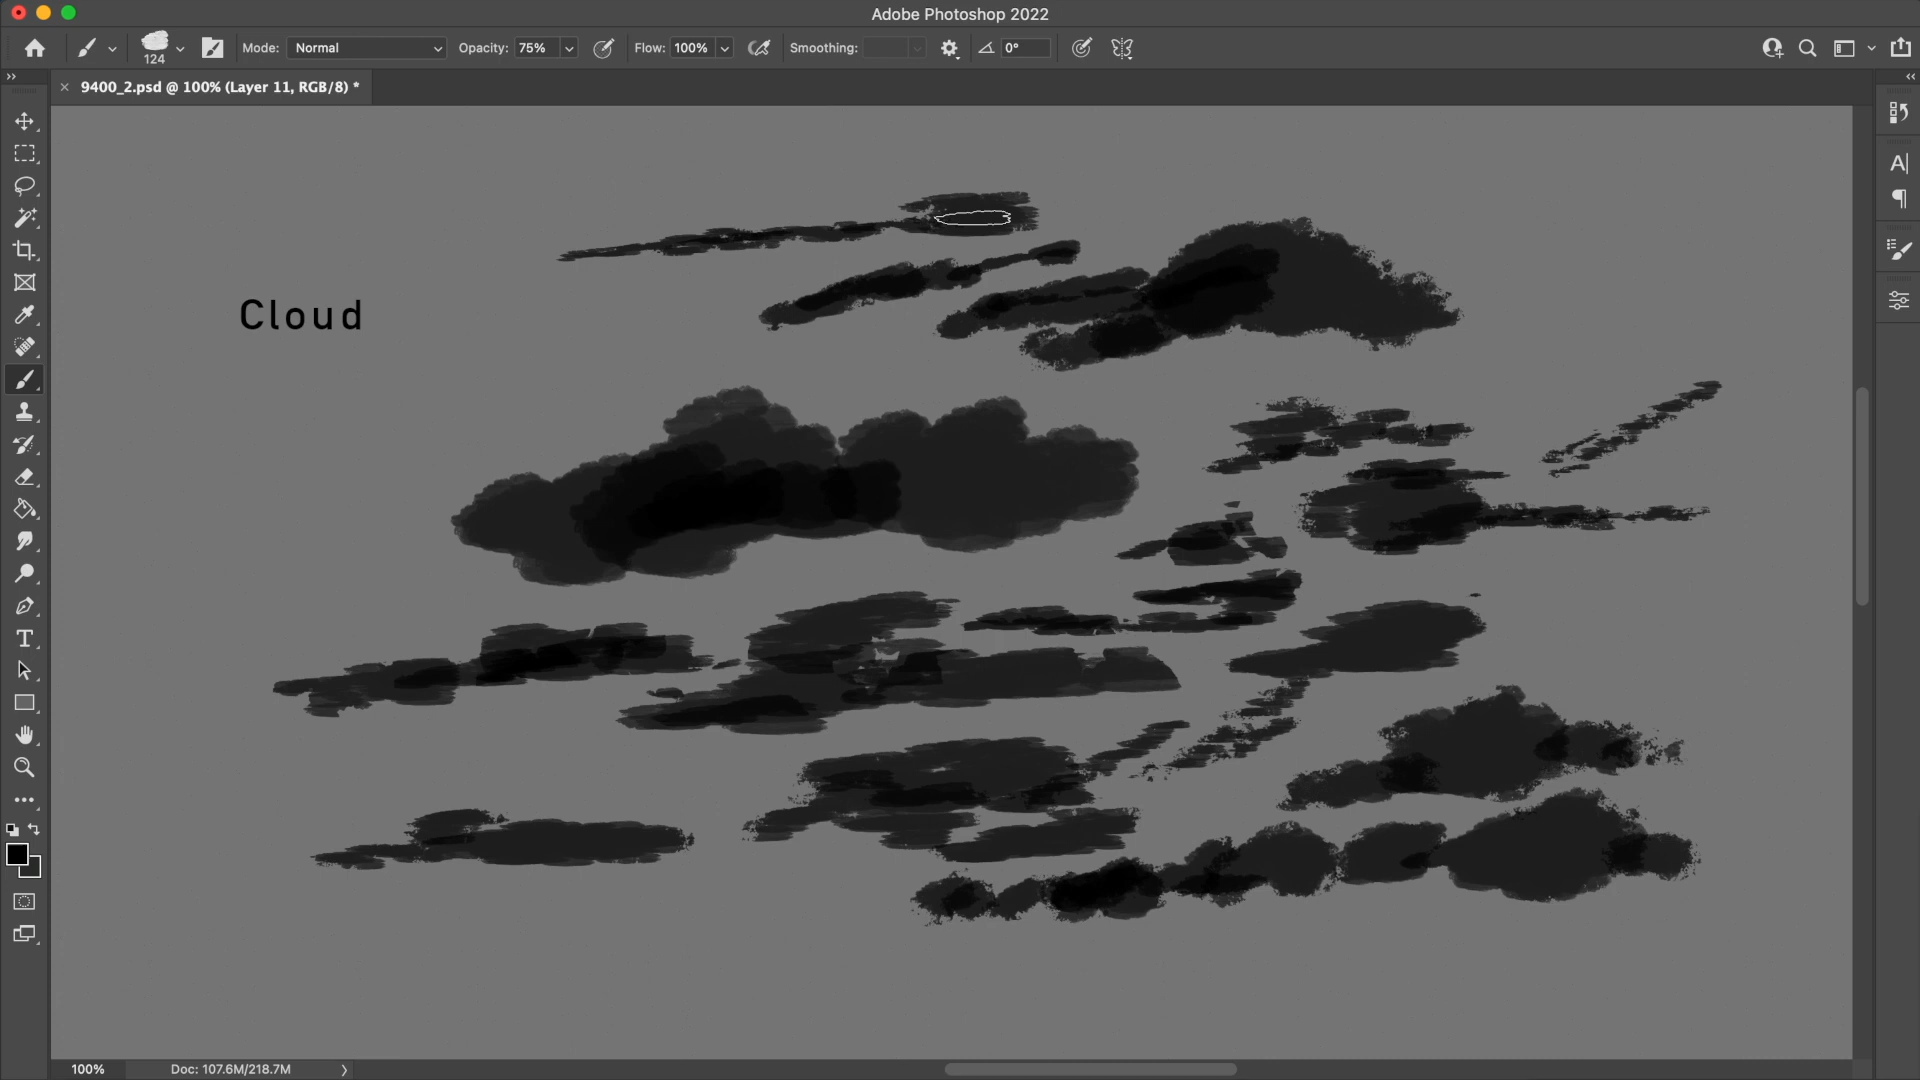 Adobe Photoshop 2022
124
Mode: Normal Opacity: 75% Flow: 100% Smoothing: 0°
9400_2.psd @ 100% (Layer 11, RGB/8) *
Cloud
100% Doc: 107.6M/218.7M